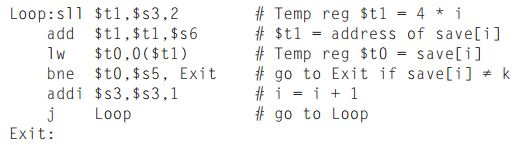 Loop:sll $t1,$s3,2 # Temp reg $t1 = 4 * i
add $t1,$t1,$s6 # $t1 = address of save[i]
lw $t0,0($t1) # Temp reg $t0 = save[i]
bne $t0,$s5, Exit # go to Exit if save[i] ≠ k
addi $s3,$s3,1 # i = i + 1
j Loop # go to Loop
Exit: